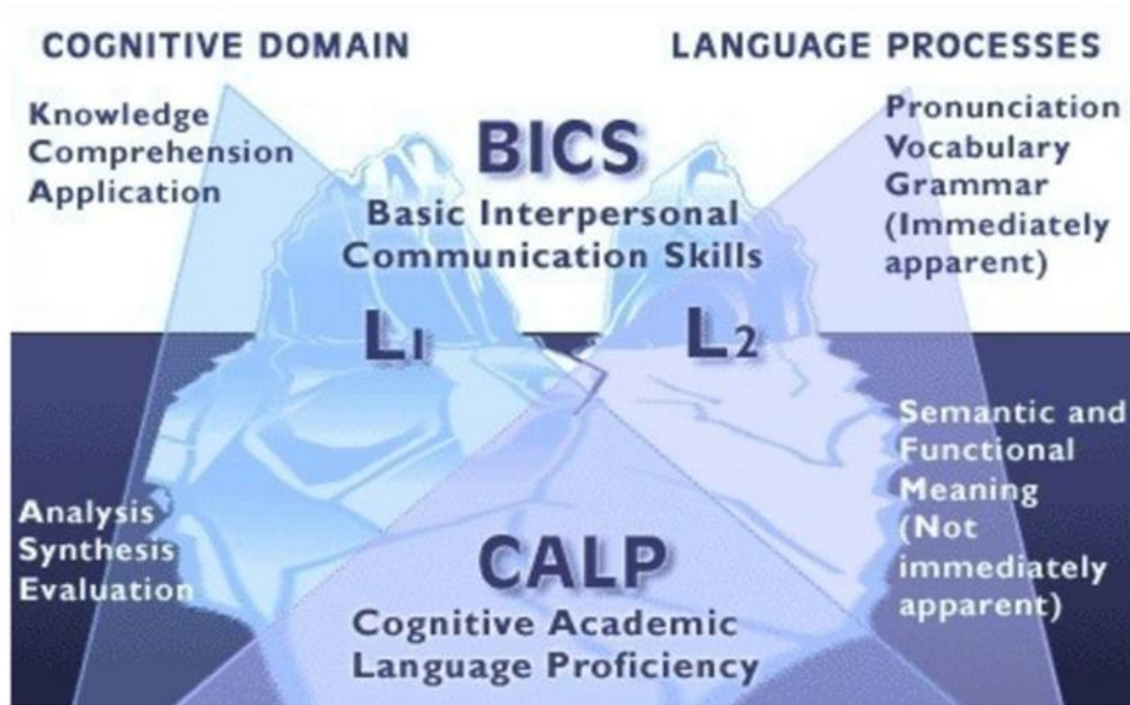 COGNITIVE DOMAIN
LANGUAGE PROCESSES
Knowledge
Comprehension
Application
BICS
Basic Interpersonal
Communication Skills
Pronunciation
Vocabulary
Grammar
(Immediately
apparent)
L1
L2
Analysis
Synthesis
Evaluation
CALP
Cognitive Academic
Language Proficiency
Semantic and
Functional
Meaning
(Not
immediately
apparent)